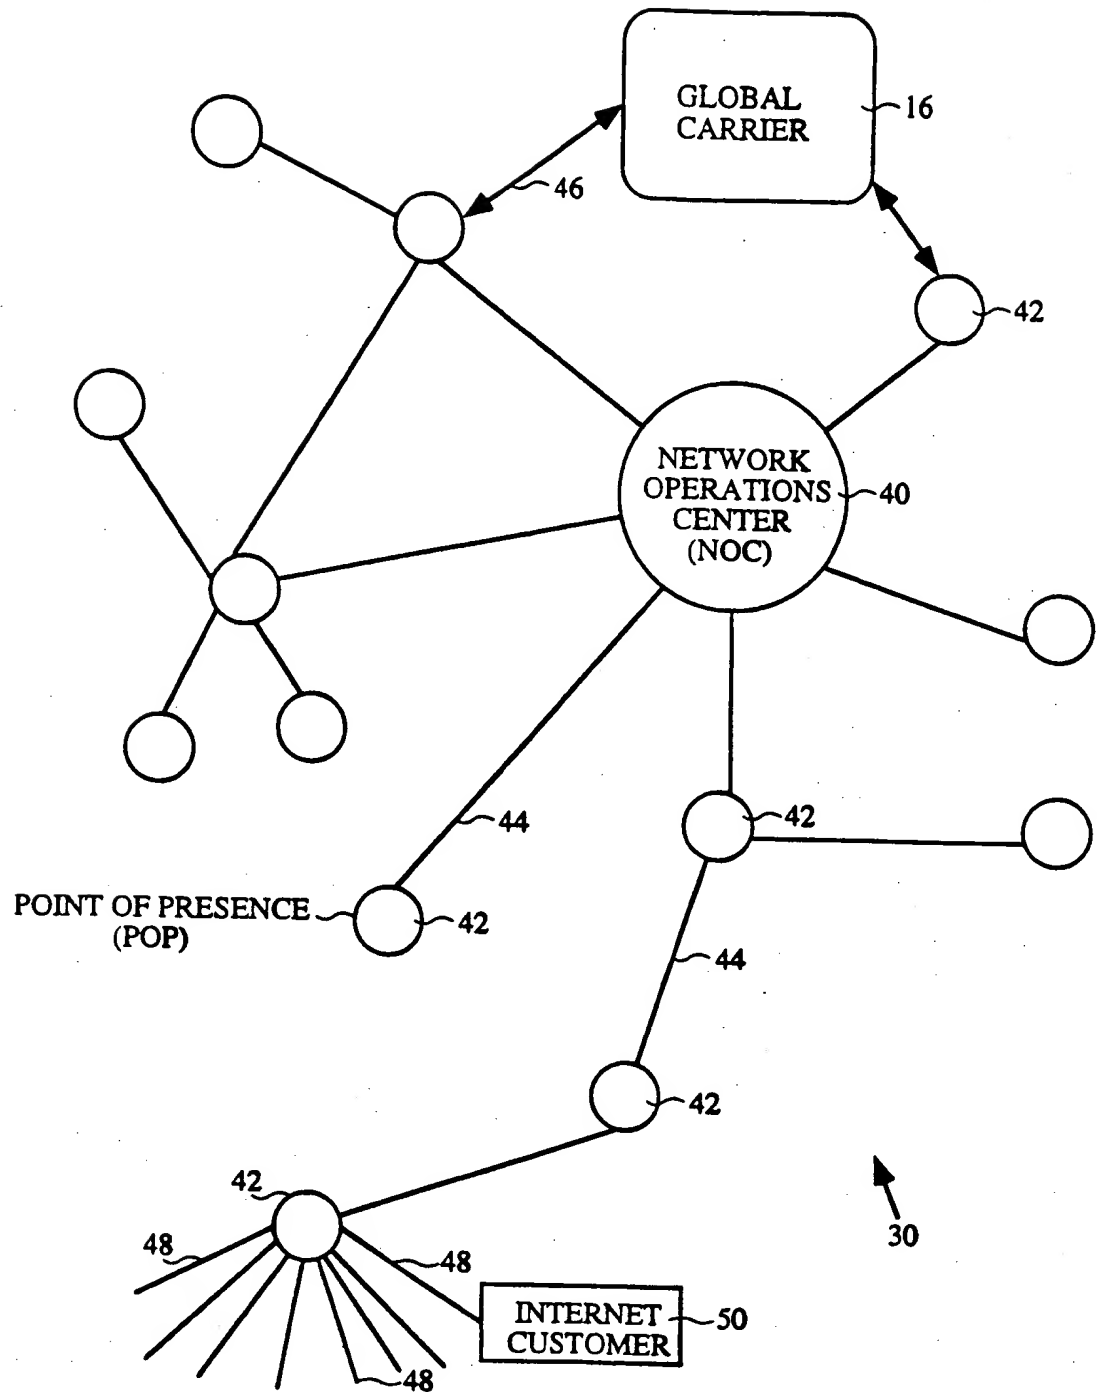 GLOBAL
CARRIER
16
46
42
NETWORK
OPERATIONS
CENTER
(NOC)
40
44
42
POINT OF PRESENCE
(POP)
42
44
42
42
48
48
30
INTERNET
CUSTOMER
50
48